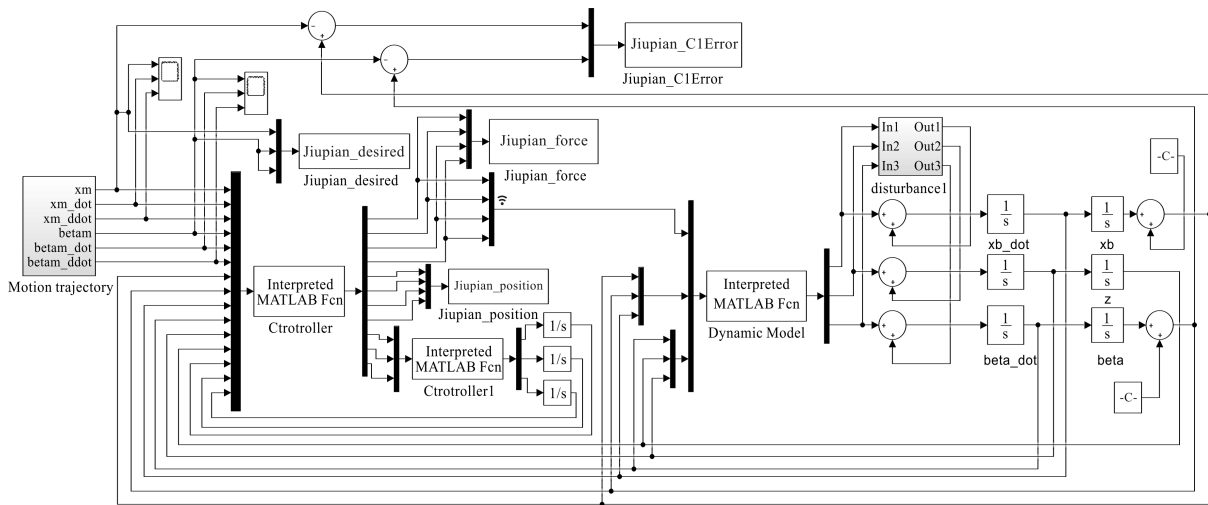 Jiupian_C1Error
Jiupian_C1Error
Jiupian_desired
Jiupian_desired
Jiupian_force
Jiupian_force
In1 Out1
In2 Out2
In3 Out3
disturbance1
-C-
xm
xm_dot
xm_ddot
betam
betam_dot
betam_ddot
Motion trajectory
Interpreted
MATLAB Fcn
Ctrotroller
Jiupian_position
Jiupian_position
Interpreted
MATLAB Fcn
Ctrotroller1
1/s
1/s
1/s
Interpreted
MATLAB Fcn
Dynamic Model
1
s
xb_dot
1
s
xb
1
s
1
s
z
1
s
beta_dot
1
s
beta
-C-